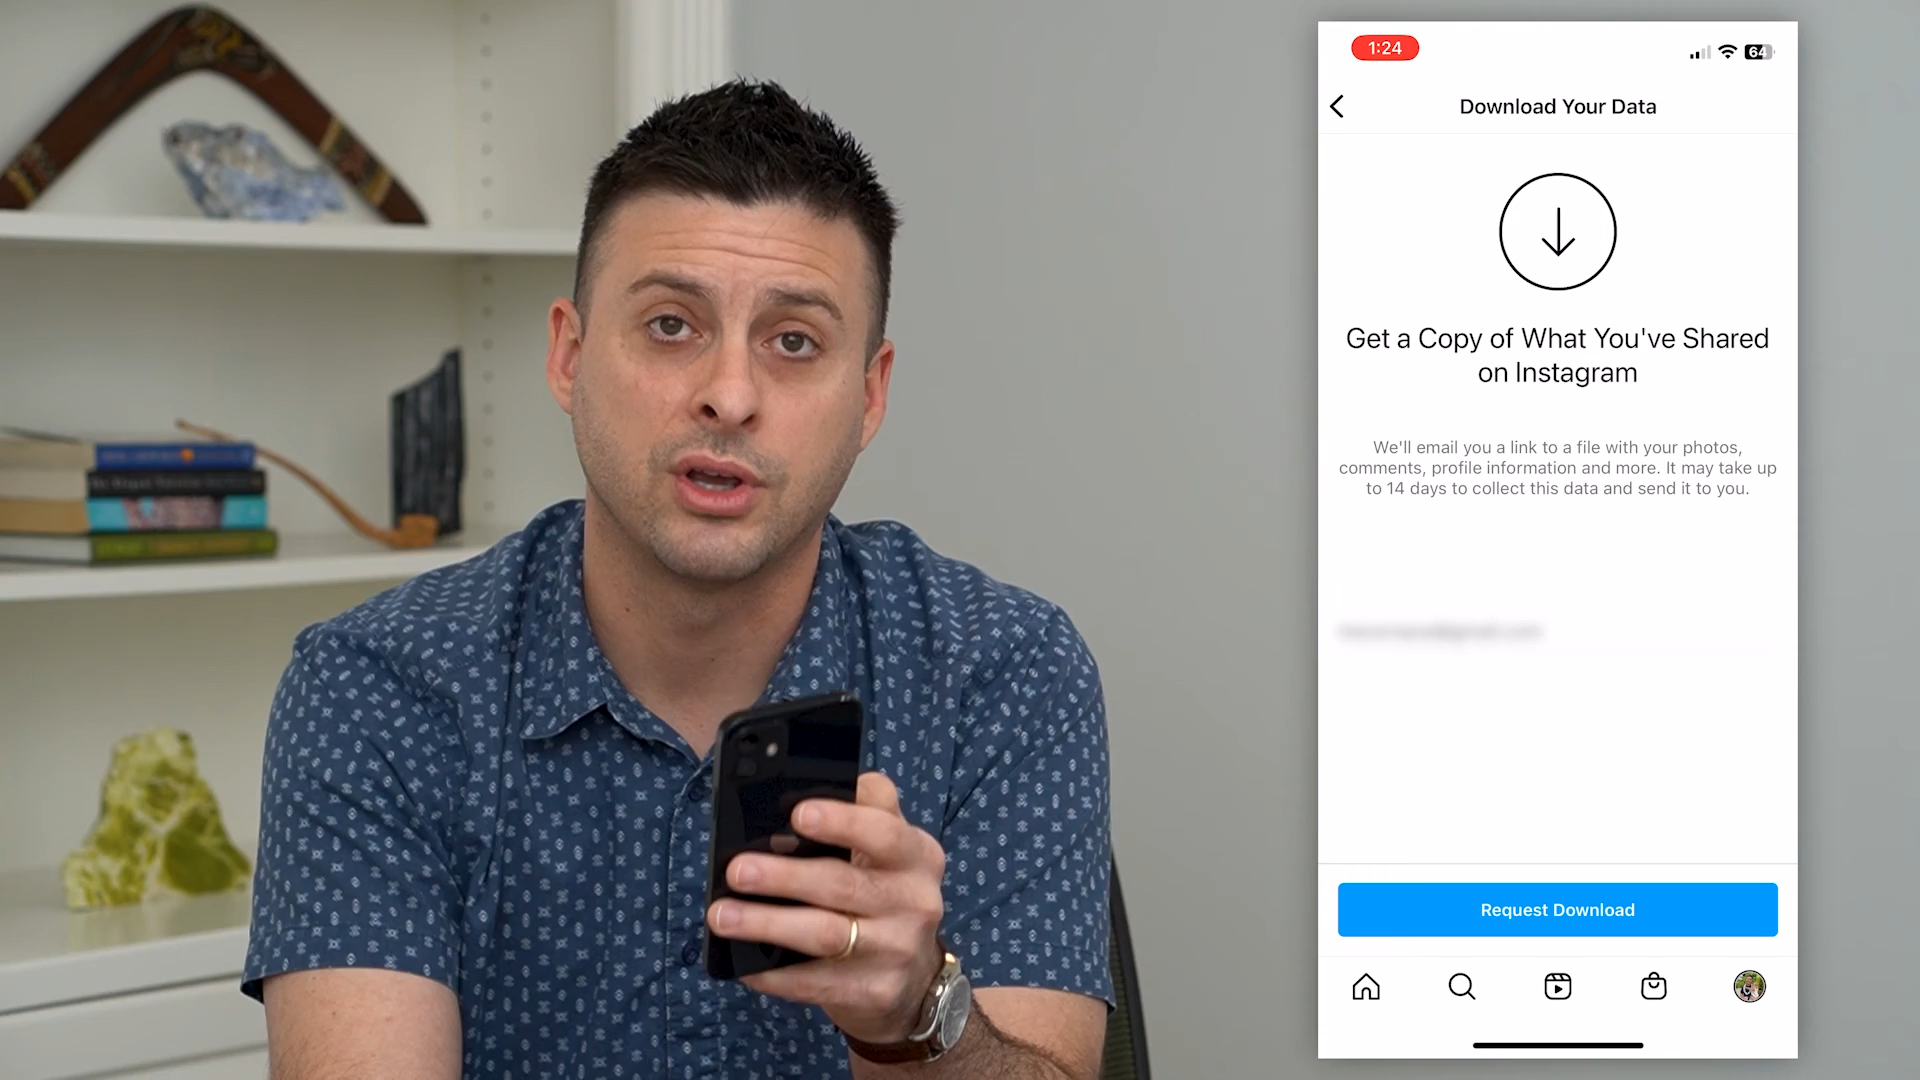 1:24
64
Download Your Data
Get a Copy of What You've Shared
on Instagram
We'll email you a link to a file with your photos,
comments, profile information and more. It may take up
to 14 days to collect this data and send it to you.
Request Download